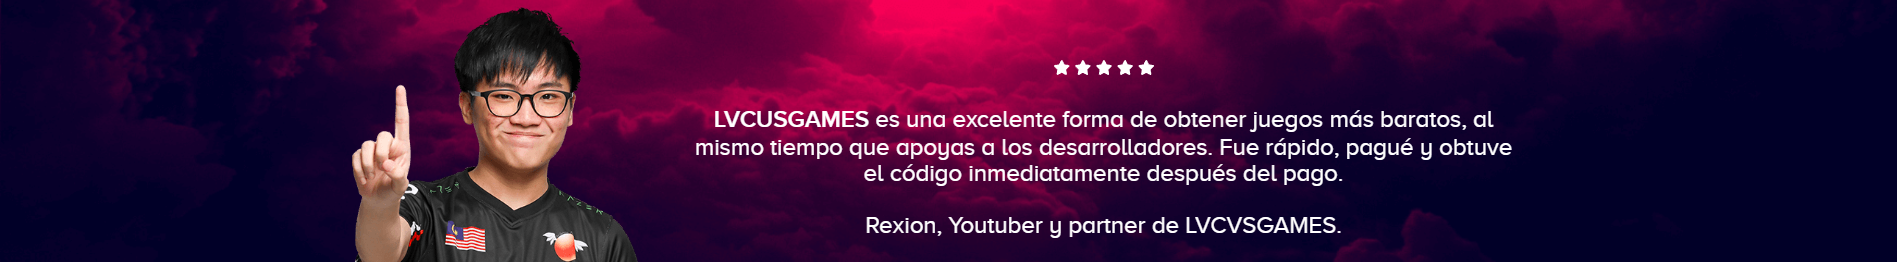 LVCUSGAMES es una excelente forma de obtener juegos más baratos, al
mismo tiempo que apoyas a los desarrolladores. Fue rápido, pagué y obtuve
el código inmediatamente después del pago.
Rexion, Youtuber y partner de LVCVSGAMES.